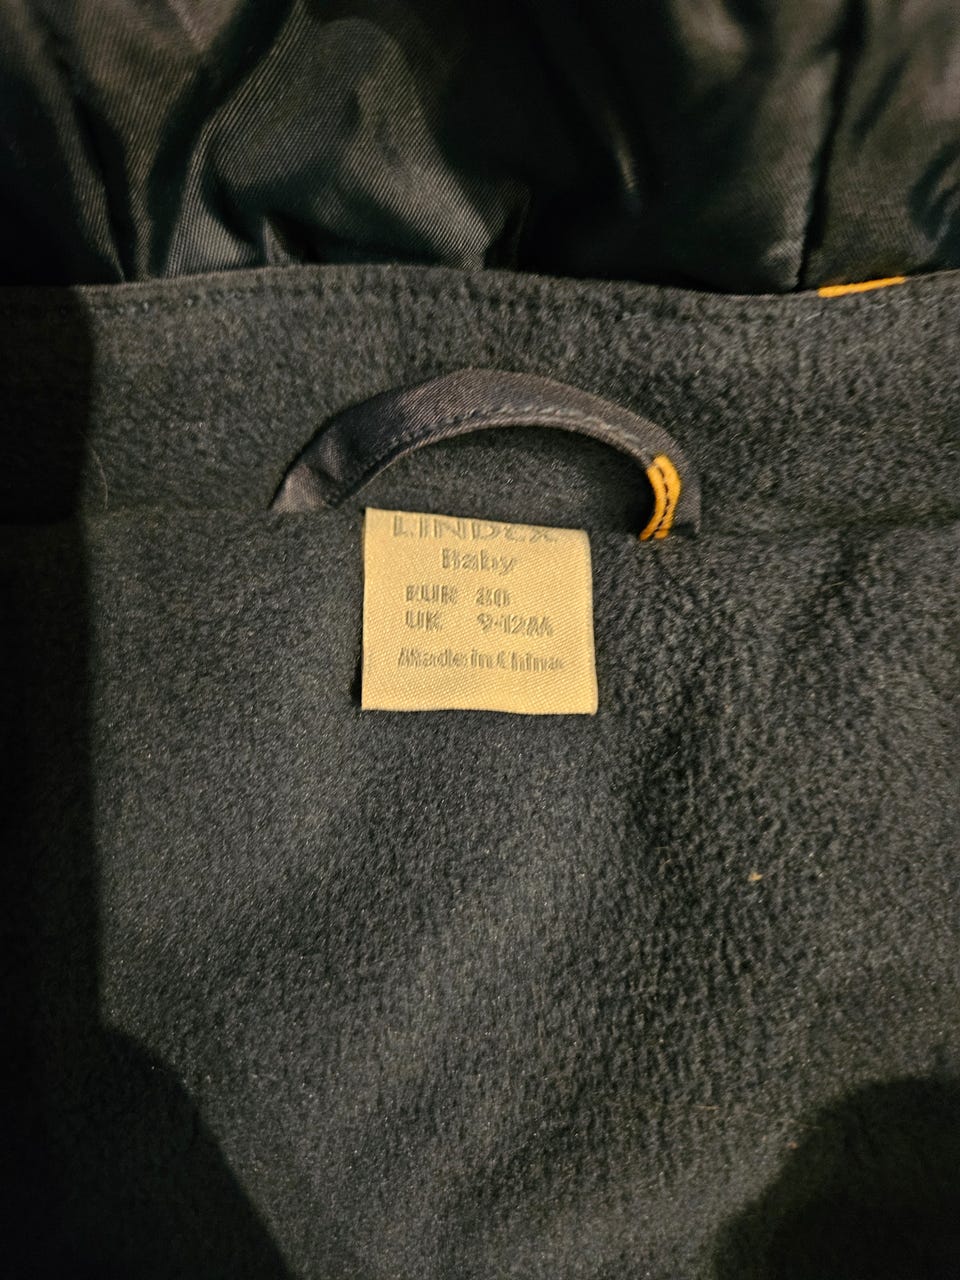 LINDEX
Baby
EUR 80
UK 9-12M
Made in China